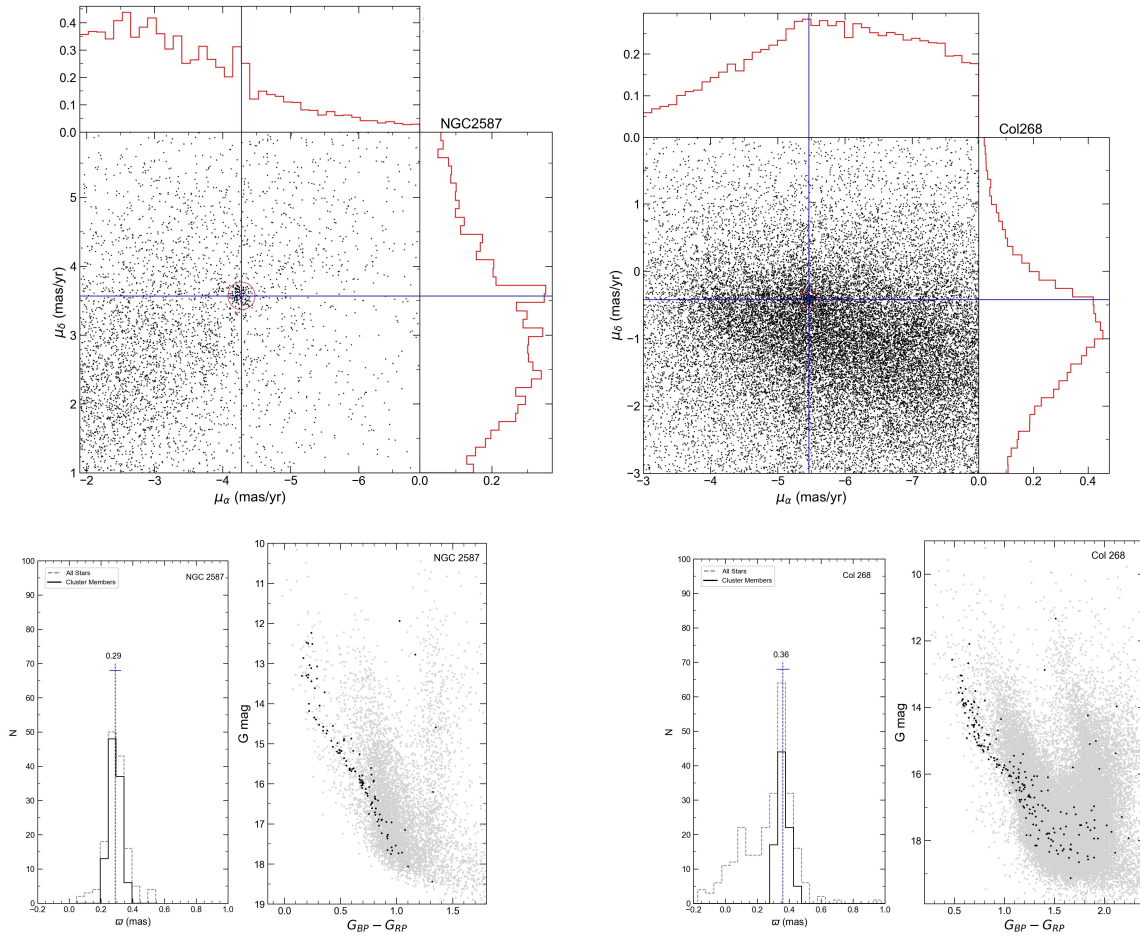 0.4
0.3
0.2
0.1
0.0
NGC2587
5
4
3
2
1
μδ (mas/yr)
−2 −3 −4 −5 −6 0.0 0.2
μα (mas/yr)
0.2
0.1
0.0
Col268
1
0
−1
−2
−3
μδ (mas/yr)
−3 −4 −5 −6 −7 0.0 0.2 0.4
μα (mas/yr)
100
90
80
70
60
50
40
30
20
10
0
N
All Stars
Cluster Members
NGC 2587
0.29
−0.2 0.0 0.2 0.4 0.6 0.8 1.0
ϖ (mas)
10
11
12
13
14
15
16
17
18
19
G mag
NGC 2587
0.0 0.5 1.0 1.5
GBP − GRP
100
90
80
70
60
50
40
30
20
10
0
N
All Stars
Cluster Members
Col 268
0.36
−0.2 0.0 0.2 0.4 0.6 0.8 1.0
ϖ (mas)
10
12
14
16
18
G mag
Col 268
0.5 1.0 1.5 2.0
GBP − GRP